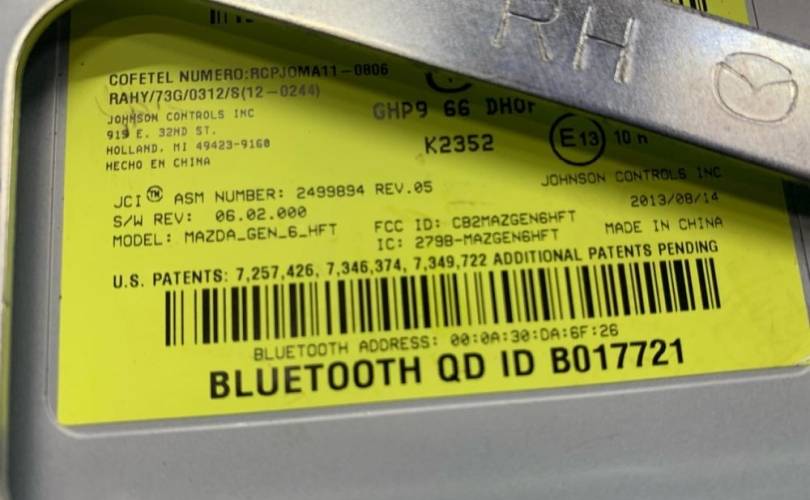 RH
COFETEL NUMERO:RCPJOMA11-0806
RAHY/73G/0312/S(12-0244)
JOHNSON CONTROLS INC
915 E. 32ND ST.
HOLLAND, MI 49423-9160
HECHO EN CHINA
GHP9 66 DH0r
K2352
E13
10 R
JOHNSON CONTROLS INC
2013/08/14
MADE IN CHINA
JCI™ ASM NUMBER: 2499894 REV.05
S/W REV: 06.02.000
MODEL: MAZDA_GEN_6_HFT
FCC ID: CB2MAZGEN6HFT
IC: 279B-MAZGEN6HFT
U.S. PATENTS: 7,257,426, 7,346,374, 7,349,722 ADDITIONAL PATENTS PENDING
BLUETOOTH ADDRESS: 00:0A:30:DA:6F:26
BLUETOOTH QD ID B017721